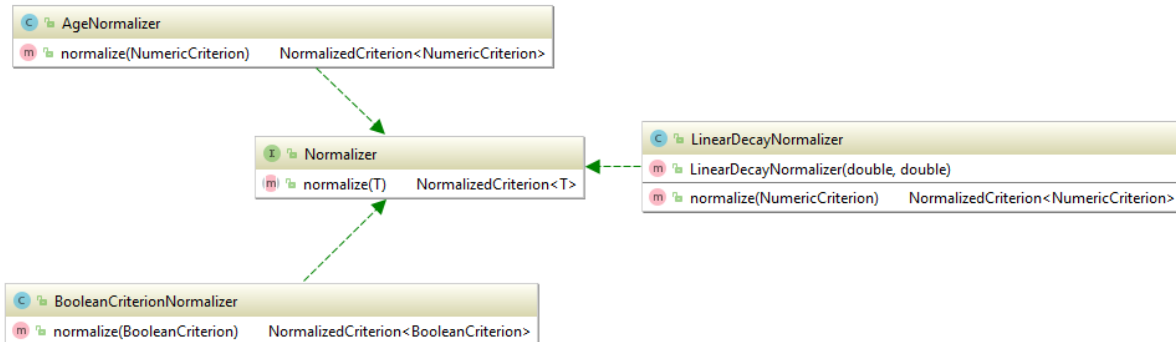 C AgeNormalizer
m normalize(NumericCriterion) NormalizedCriterion<NumericCriterion>
I Normalizer
m normalize(T) NormalizedCriterion<T>
C LinearDecayNormalizer
m LinearDecayNormalizer(double, double)
m normalize(NumericCriterion) NormalizedCriterion<NumericCriterion>
C BooleanCriterionNormalizer
m normalize(BooleanCriterion) NormalizedCriterion<BooleanCriterion>